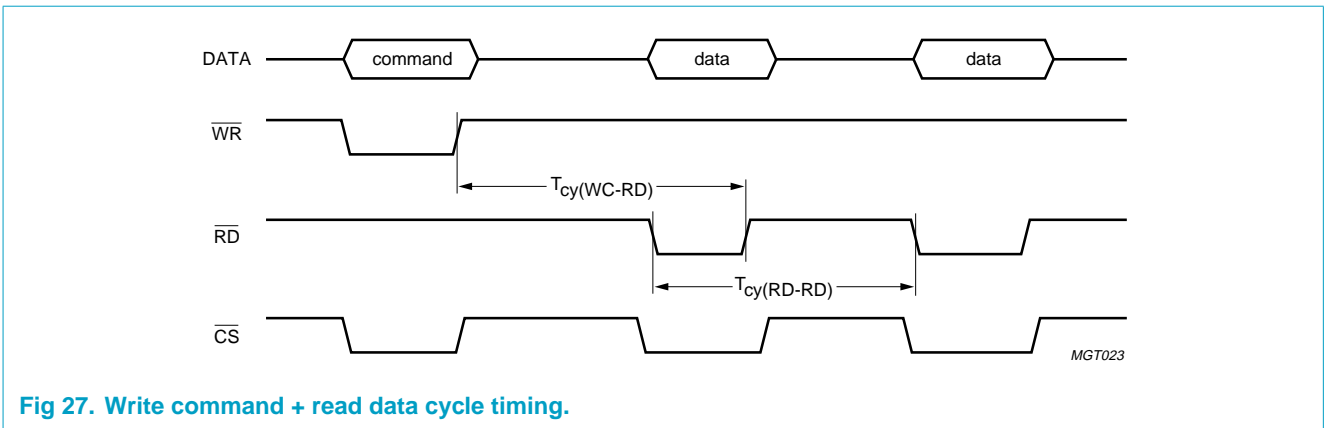 DATA command data data
WR
Tcy(WC-RD)
RD
Tcy(RD-RD)
CS
MGT023
Fig 27. Write command + read data cycle timing.